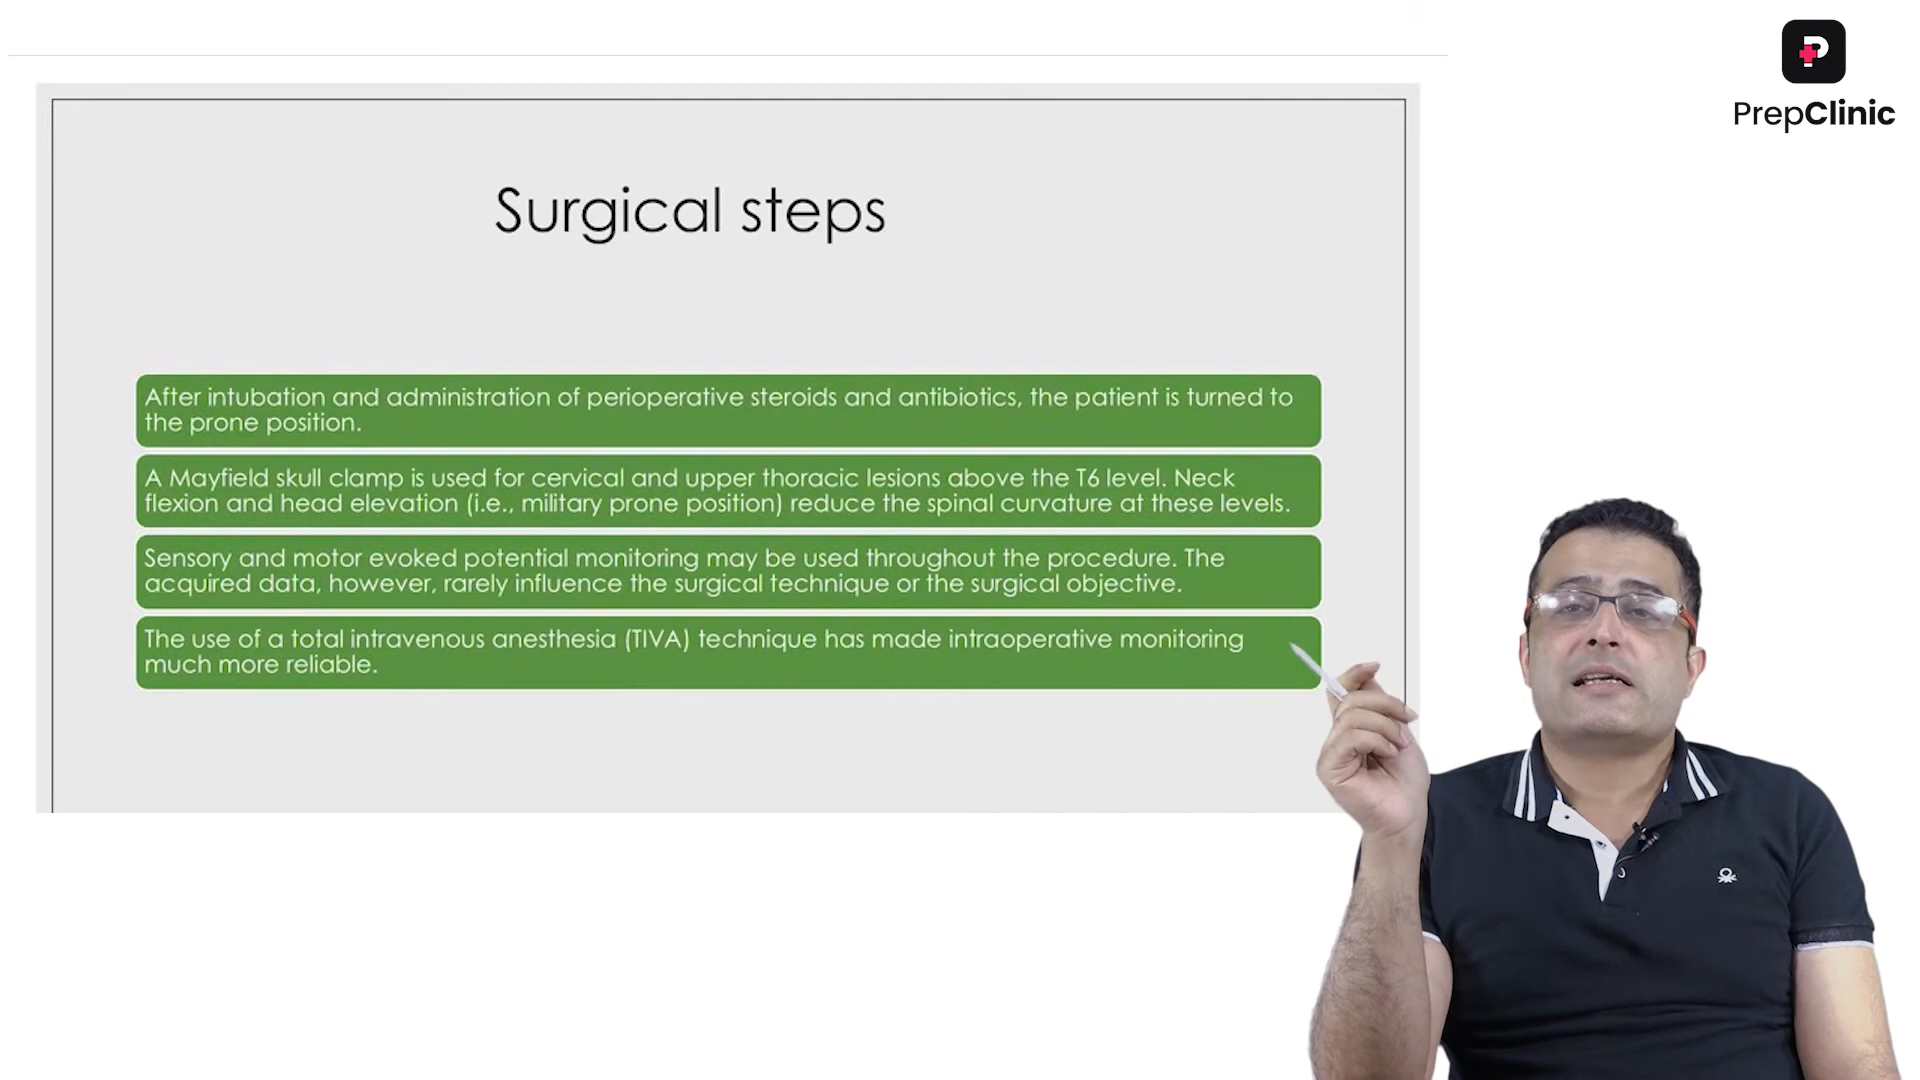 PrepClinic
Surgical steps
After intubation and administration of perioperative steroids and antibiotics, the patient is turned to
the prone position.
A Mayfield skull clamp is used for cervical and upper thoracic lesions above the T6 level. Neck
flexion and head elevation (i.e., military prone position) reduce the spinal curvature at these levels.
Sensory and motor evoked potential monitoring may be used throughout the procedure. The
acquired data, however, rarely influence the surgical technique or the surgical objective.
The use of a total intravenous anesthesia (TIVA) technique has made intraoperative monitoring
much more reliable.